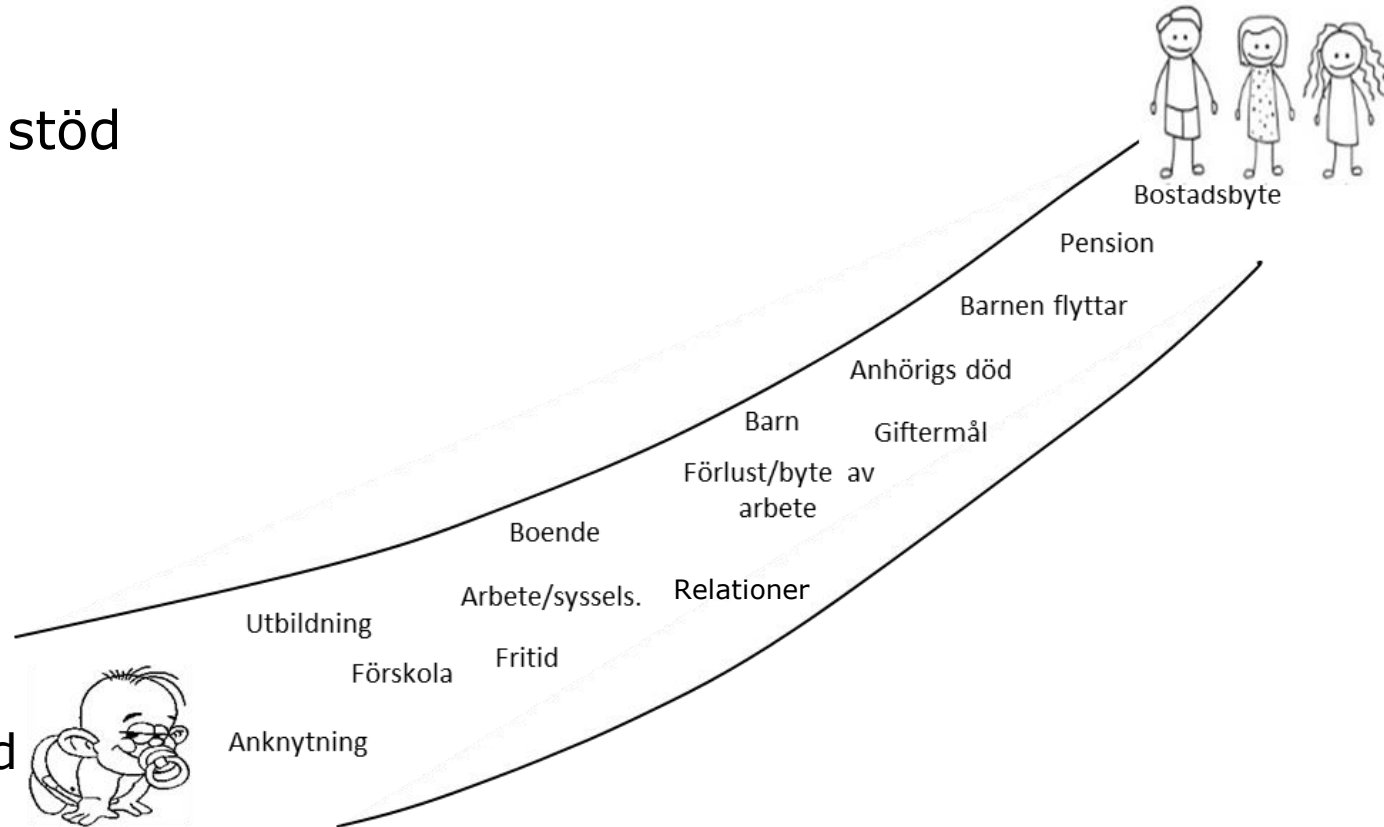 stöd
Bostadsbyte
Pension
Barnen flyttar
Anhörigs död
Barn
Giftermål
Förlust/byte av
arbete
Boende
Arbete/syssels.
Relationer
Utbildning
Fritid
Förskola
Anknytning